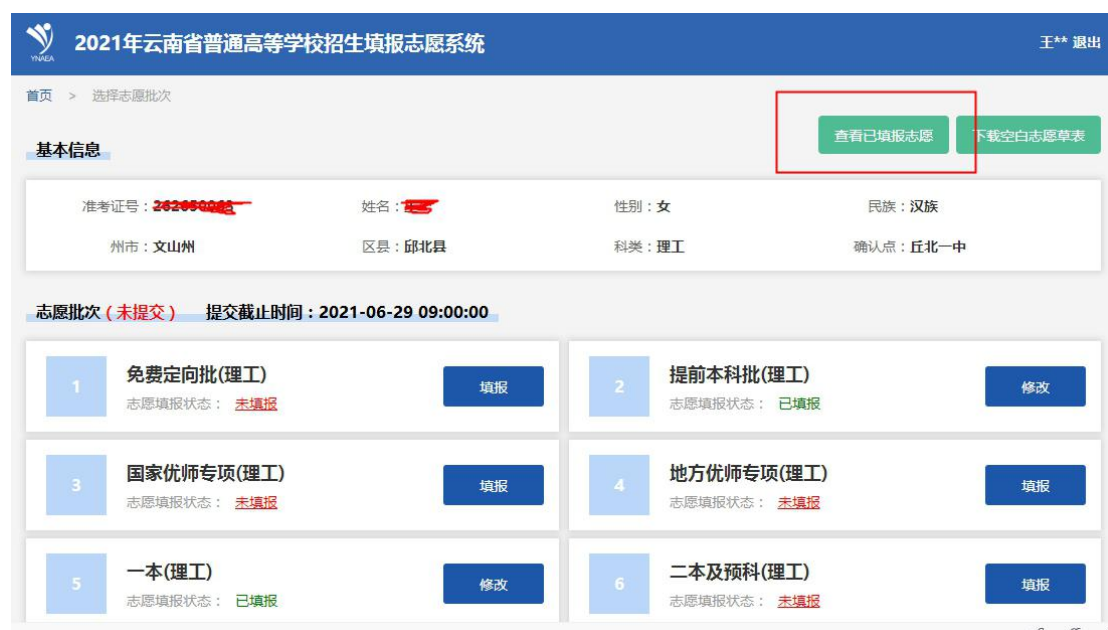 YNAEA
2021年云南省普通高等学校招生填报志愿系统
王** 退出
首页 > 选择志愿批次
查看已填报志愿
下载空白志愿草表
基本信息
准考证号：
姓名：
性别：女
民族：汉族
州市：文山州
区县：邱北县
科类：理工
确认点：丘北一中
志愿批次（未提交） 提交截止时间：2021-06-29 09:00:00
1
免费定向批(理工)
志愿填报状态： 未填报
填报
2
提前本科批(理工)
志愿填报状态： 已填报
修改
3
国家优师专项(理工)
志愿填报状态： 未填报
填报
4
地方优师专项(理工)
志愿填报状态： 未填报
填报
5
一本(理工)
志愿填报状态： 已填报
修改
6
二本及预科(理工)
志愿填报状态： 未填报
填报